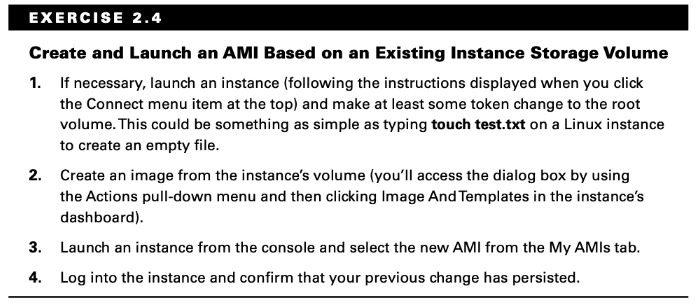 EXERCISE 2.4
Create and Launch an AMI Based on an Existing Instance Storage Volume
1. If necessary, launch an instance (following the instructions displayed when you click
the Connect menu item at the top) and make at least some token change to the root
volume. This could be something as simple as typing touch test.txt on a Linux instance
to create an empty file.
2. Create an image from the instance's volume (you'll access the dialog box by using
the Actions pull-down menu and then clicking Image And Templates in the instance's
dashboard).
3. Launch an instance from the console and select the new AMI from the My AMIs tab.
4. Log into the instance and confirm that your previous change has persisted.